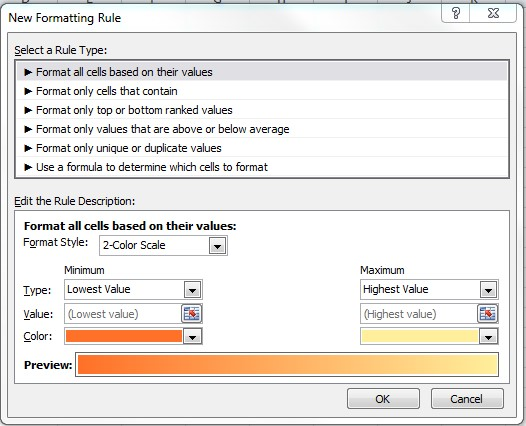 New Formatting Rule
Select a Rule Type:
► Format all cells based on their values
► Format only cells that contain
► Format only top or bottom ranked values
► Format only values that are above or below average
► Format only unique or duplicate values
► Use a formula to determine which cells to format
Edit the Rule Description:
Format all cells based on their values:
Format Style: 2-Color Scale
Minimum Maximum
Type: Lowest Value Highest Value
Value: (Lowest value) (Highest value)
Color:
Preview:
OK Cancel